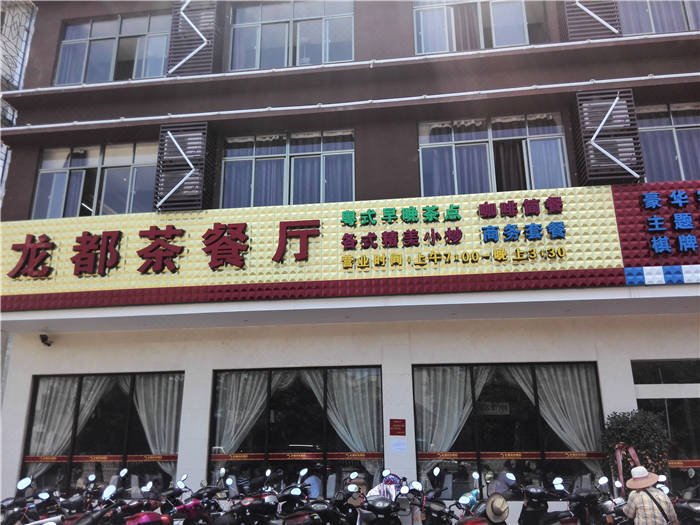 龙都茶餐厅
粤式早晚茶点 咖啡简餐
各式精美小炒 商务套餐
营业时间:上午7:00-晚上3:30
豪华
主题
棋牌